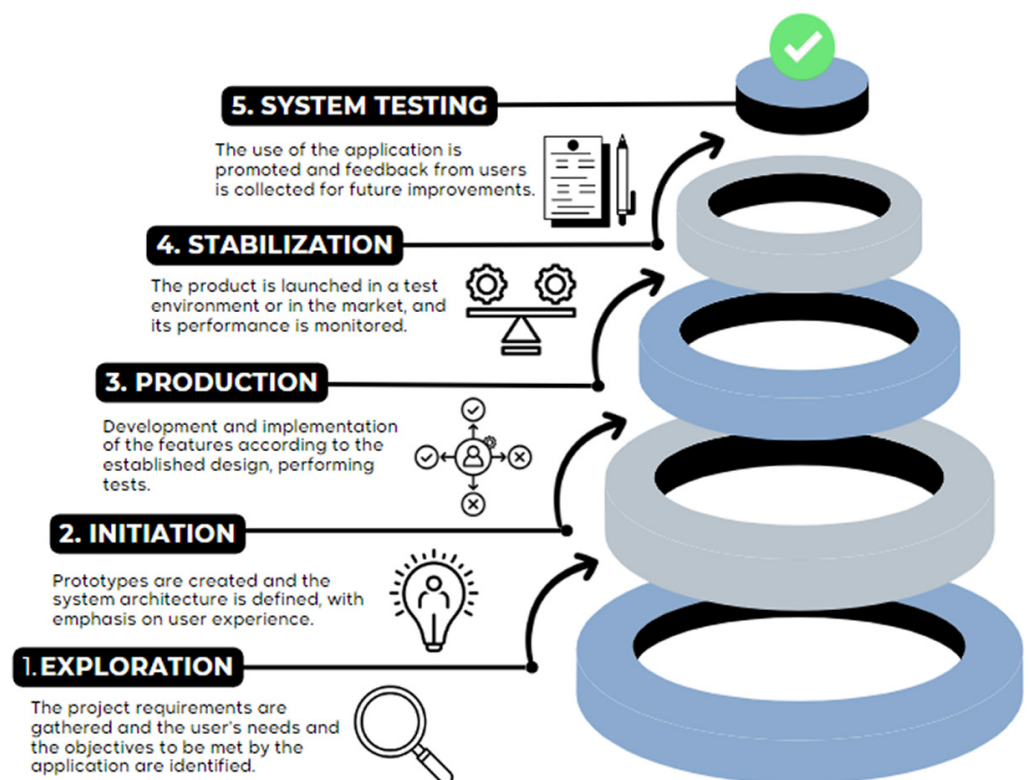 5. SYSTEM TESTING
The use of the application is
promoted and feedback from users
is collected for future improvements.
4. STABILIZATION
The product is launched in a test
environment or in the market, and
its performance is monitored.
3. PRODUCTION
Development and implementation
of the features according to the
established design, performing
tests.
2. INITIATION
Prototypes are created and the
system architecture is defined, with
emphasis on user experience.
1. EXPLORATION
The project requirements are
gathered and the user's needs and
the objectives to be met by the
application are identified.